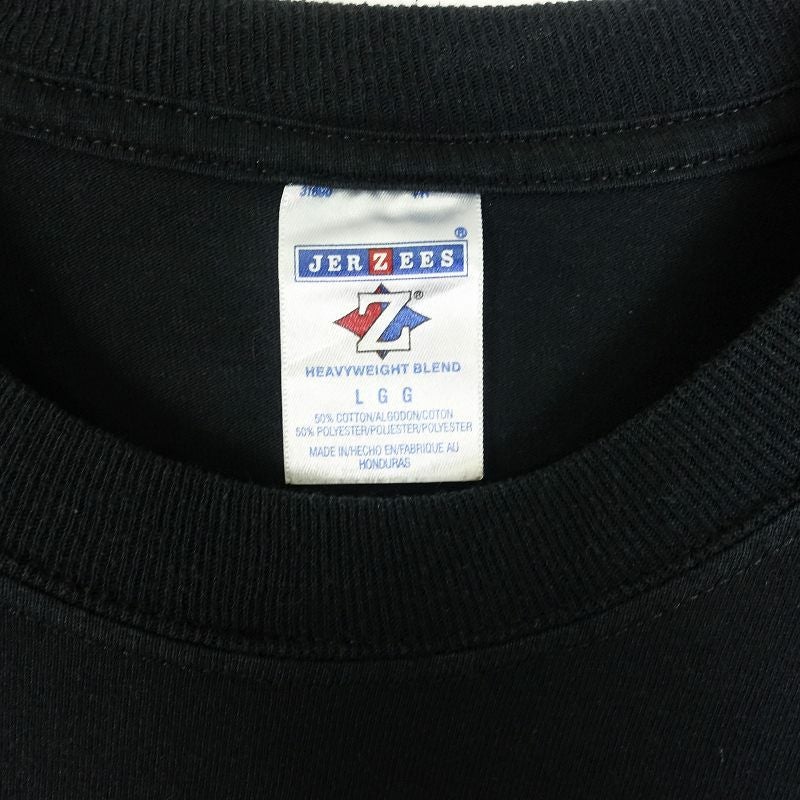 ®
JERZEES
Z®
HEAVYWEIGHT BLEND
L G G
50% COTTON/ALGODON/COTON
50% POLYESTER/POLIESTER/POLYESTER
MADE IN/HECHO EN/FABRIQUE AU
HONDURAS